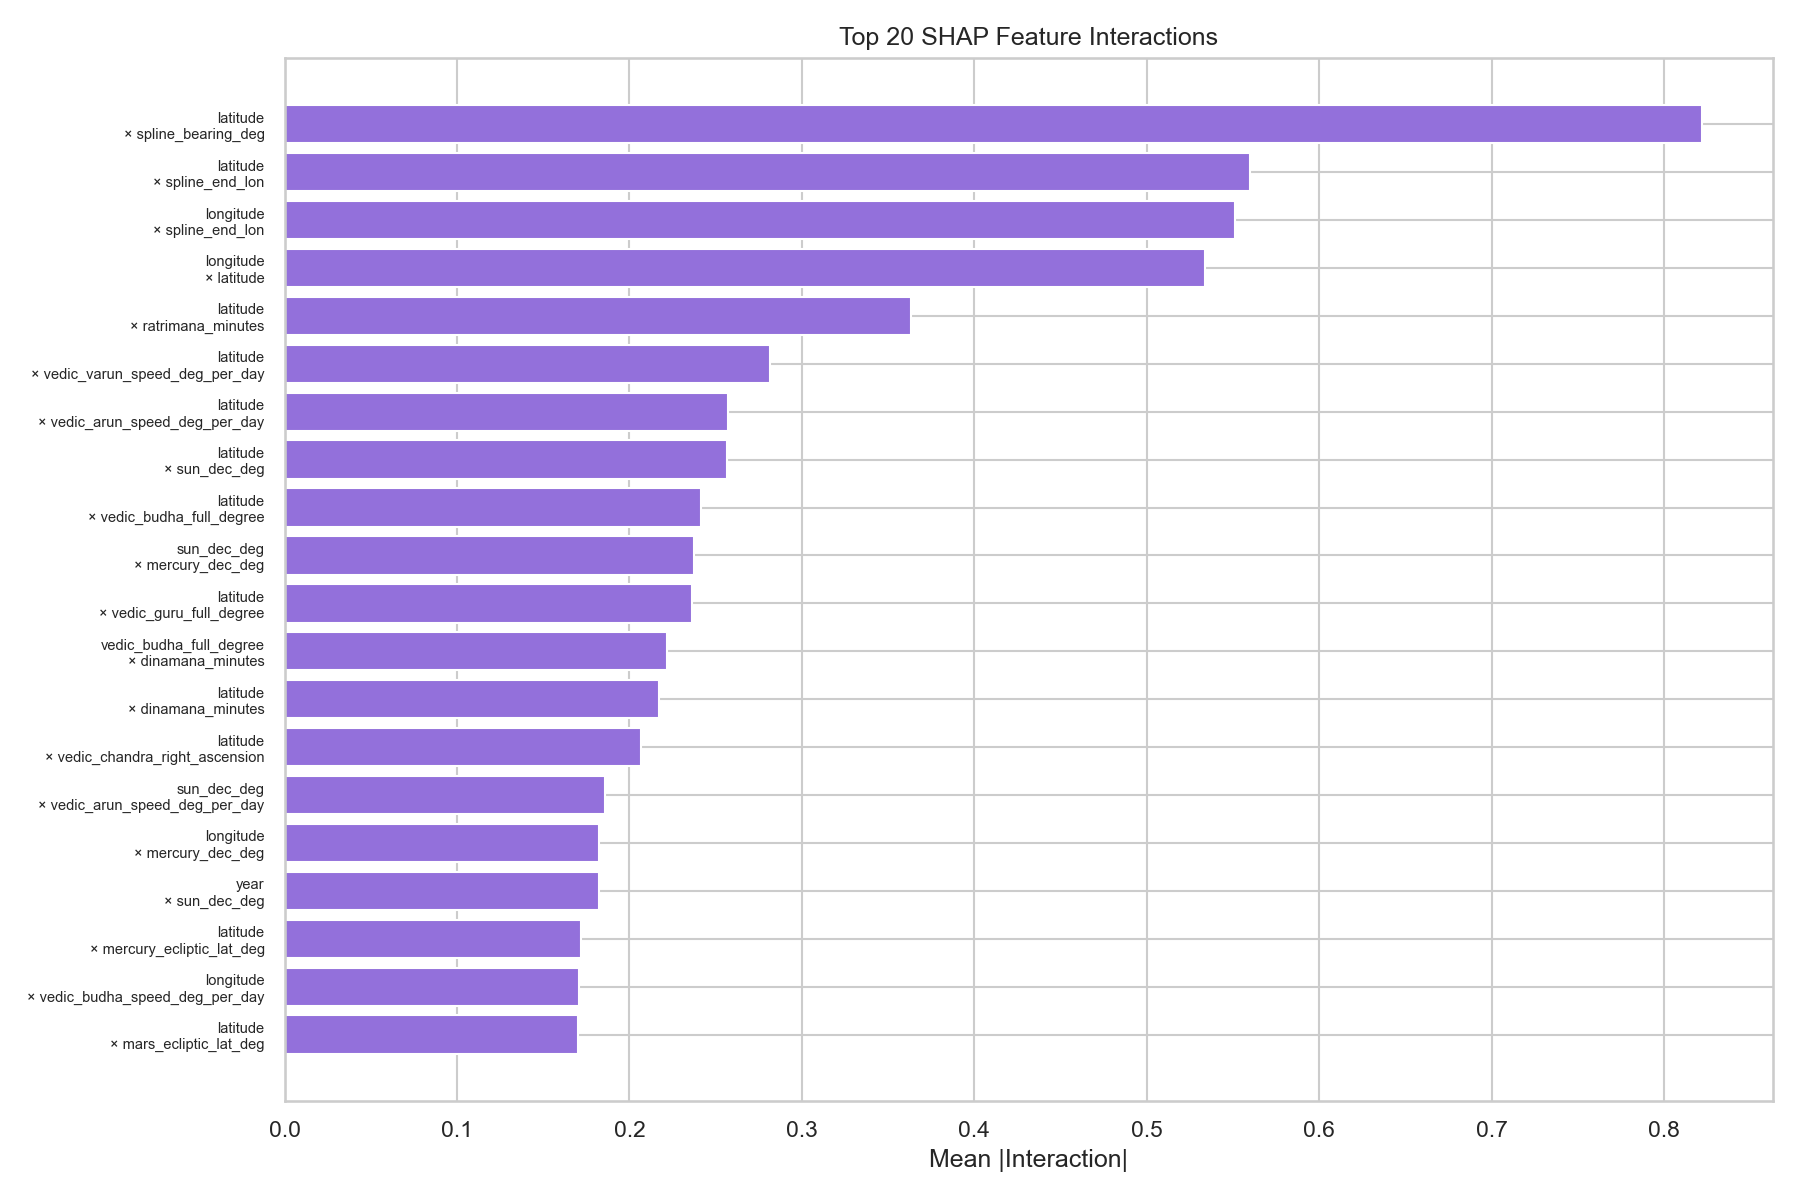 Top 20 SHAP Feature Interactions
latitude
× spline_bearing_deg
latitude
× spline_end_lon
longitude
× spline_end_lon
longitude
× latitude
latitude
× ratrimana_minutes
latitude
× vedic_varun_speed_deg_per_day
latitude
× vedic_arun_speed_deg_per_day
latitude
× sun_dec_deg
latitude
× vedic_budha_full_degree
sun_dec_deg
× mercury_dec_deg
latitude
× vedic_guru_full_degree
vedic_budha_full_degree
× dinamana_minutes
latitude
× dinamana_minutes
latitude
× vedic_chandra_right_ascension
sun_dec_deg
× vedic_arun_speed_deg_per_day
longitude
× mercury_dec_deg
year
× sun_dec_deg
latitude
× mercury_ecliptic_lat_deg
longitude
× vedic_budha_speed_deg_per_day
latitude
× mars_ecliptic_lat_deg
0.0 0.1 0.2 0.3 0.4 0.5 0.6 0.7 0.8
Mean |Interaction|